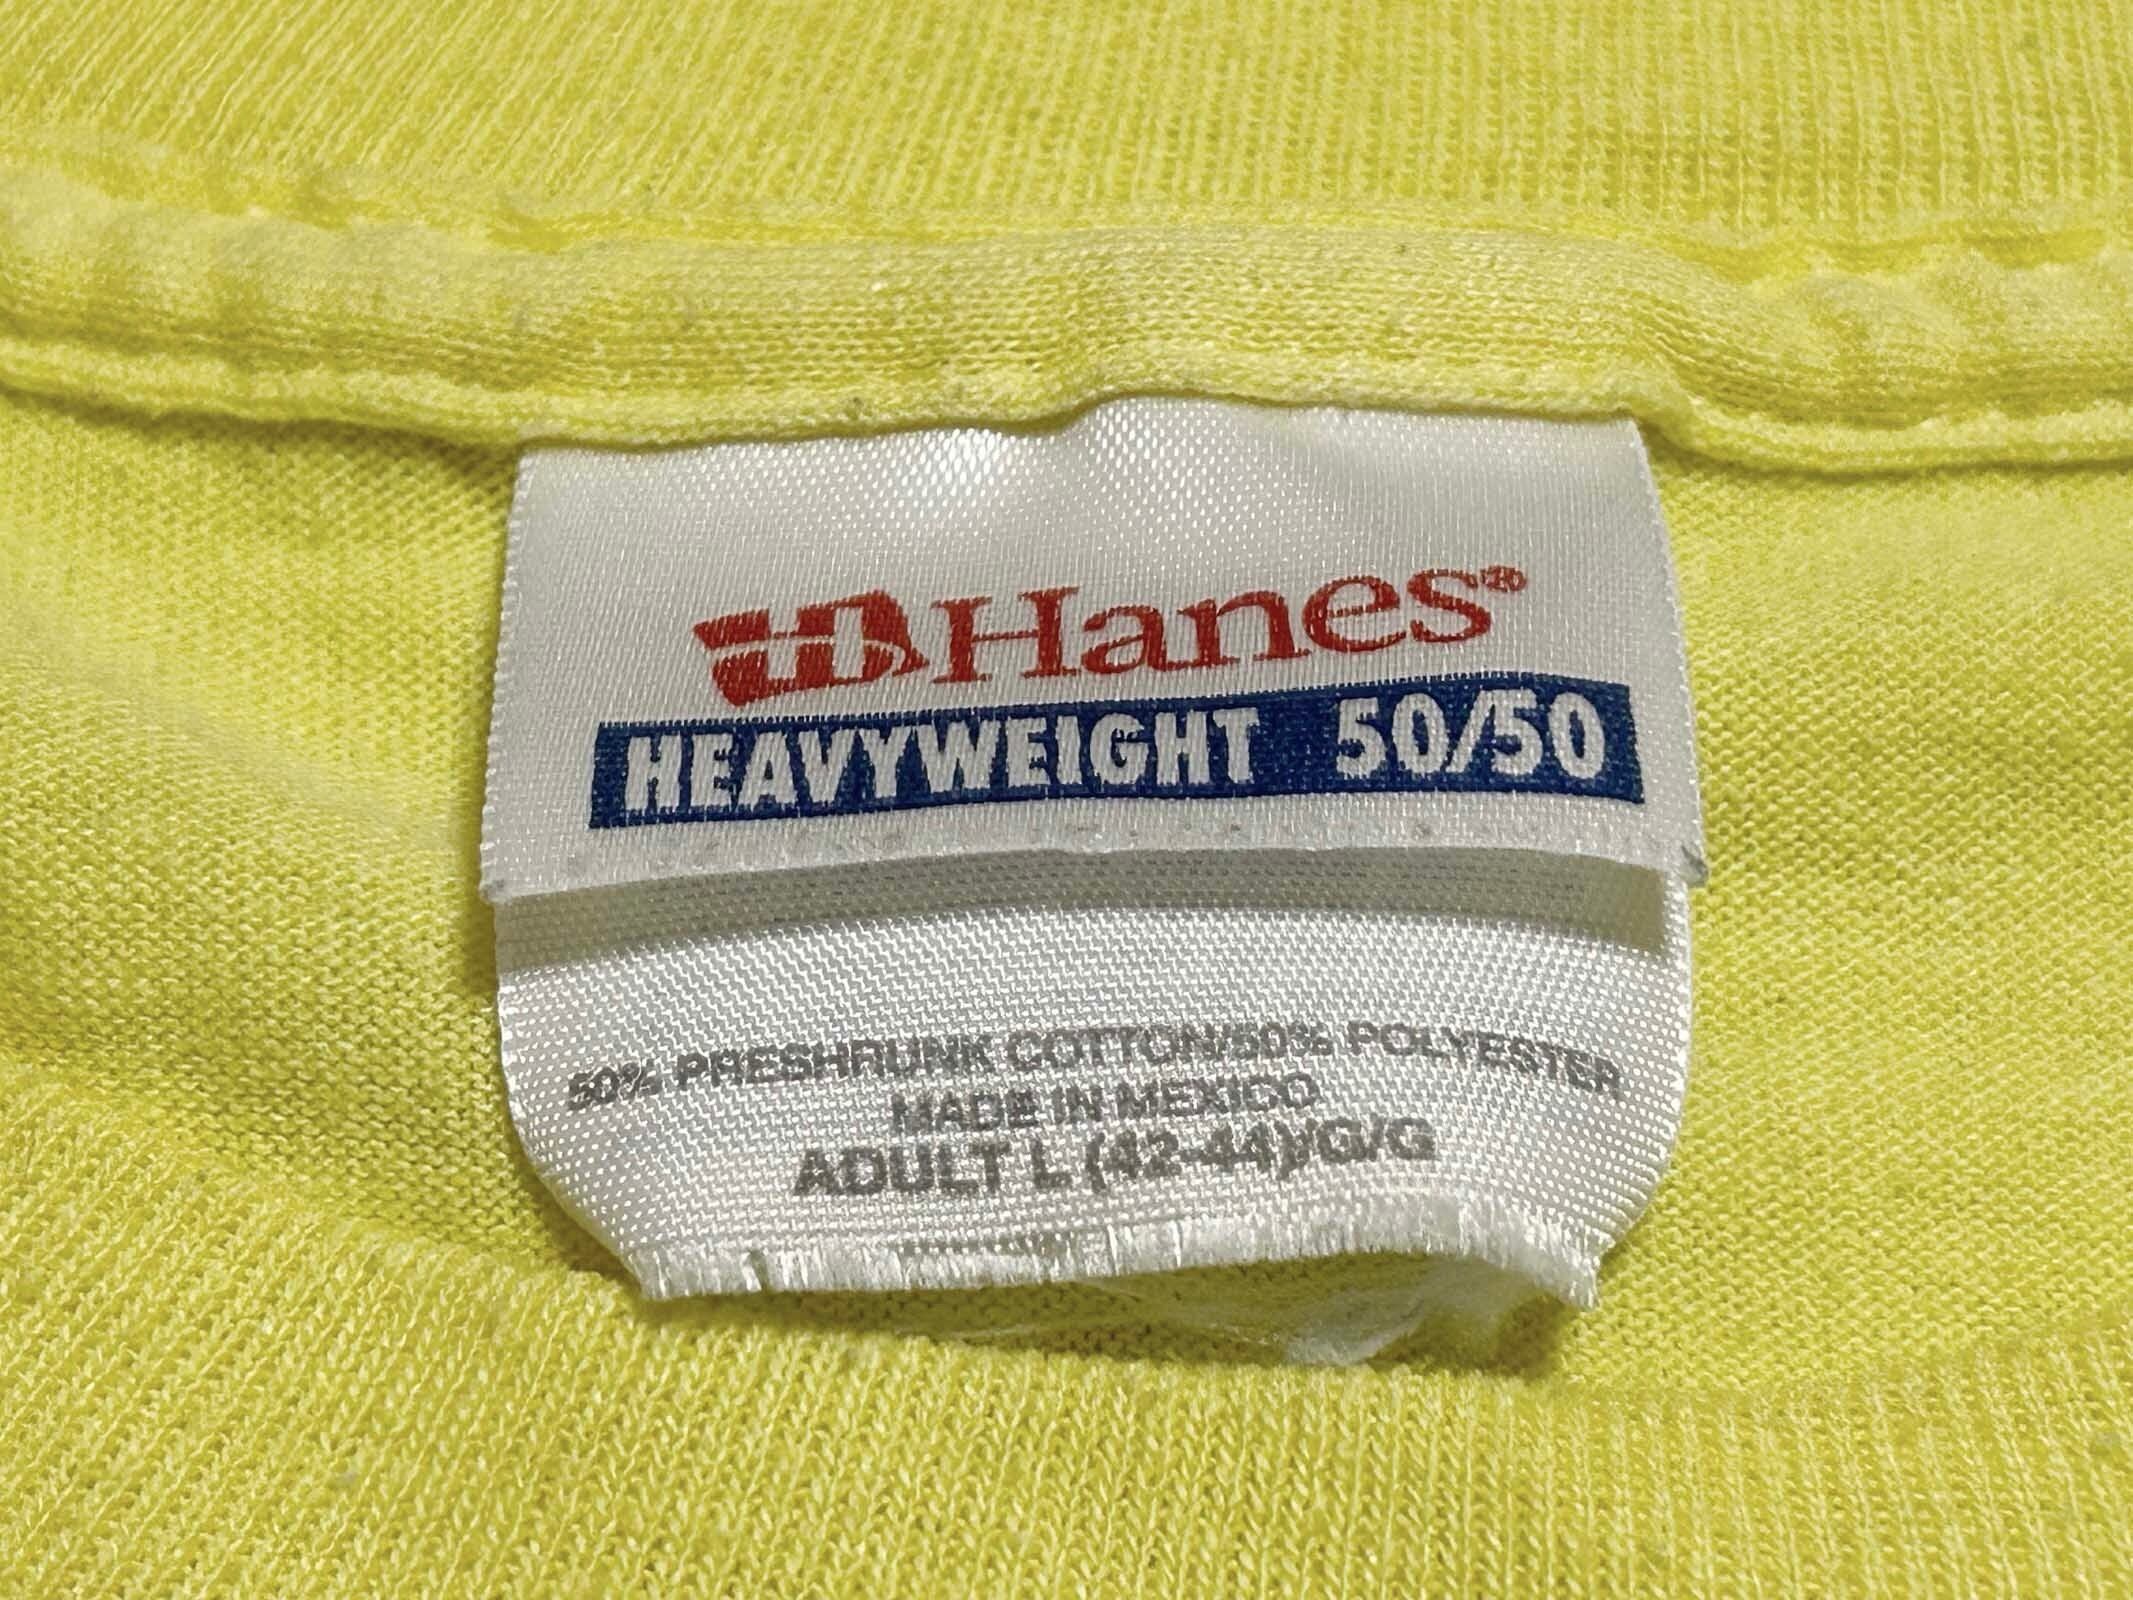 Hanes®
HEAVYWEIGHT 50/50
50% PRESHRUNK COTTON/50% POLYESTER
MADE IN MEXICO
ADULT L (42-44)/G/G